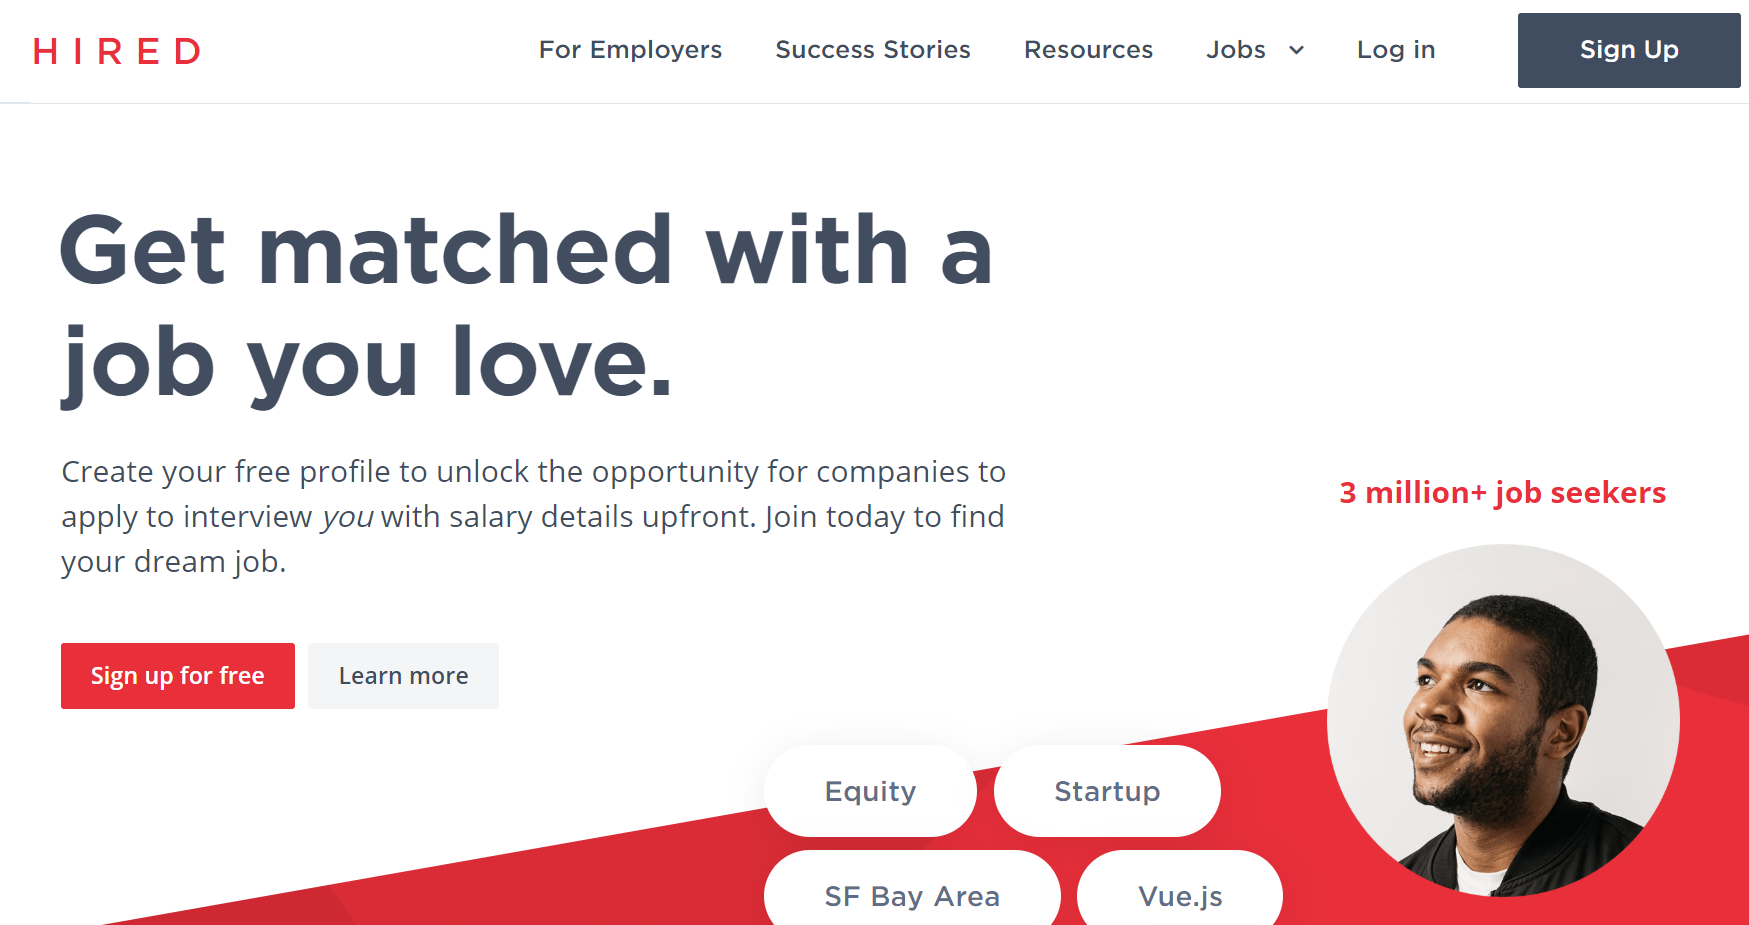 HIRED
For Employers
Success Stories
Resources
Jobs
Log in
Sign Up
Get matched with a
job you love.
Create your free profile to unlock the opportunity for companies to
apply to interview you with salary details upfront. Join today to find
your dream job.
Sign up for free
Learn more
3 million+ job seekers
Equity
Startup
SF Bay Area
Vue.js